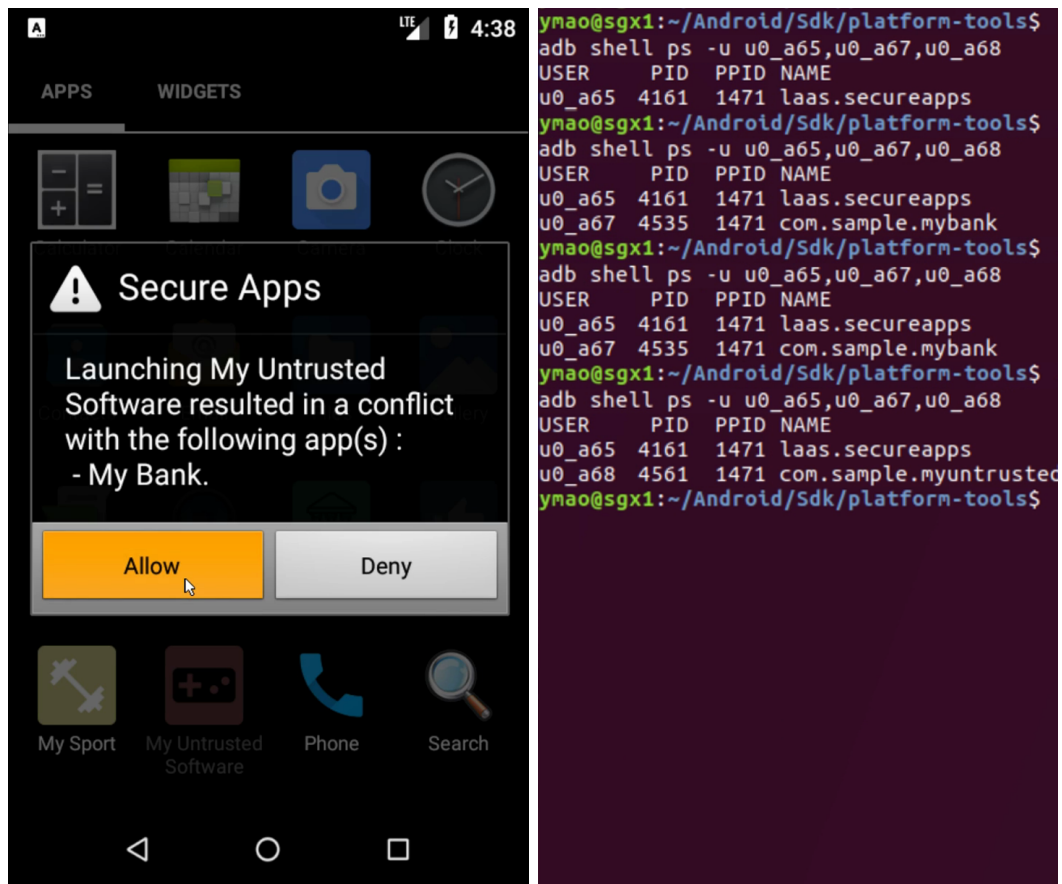 LTE 4:38
APPS WIDGETS
Calculator Calendar Camera Clock
Secure Apps
Launching My Untrusted
Software resulted in a conflict
with the following app(s) :
- My Bank.
Allow Deny
My Sport My Untrusted Phone Search
Software
ymao@sgx1:~/Android/Sdk/platform-tools$
adb shell ps -u u0_a65,u0_a67,u0_a68
USER PID PPID NAME
u0_a65 4161 1471 laas.secureapps
ymao@sgx1:~/Android/Sdk/platform-tools$
adb shell ps -u u0_a65,u0_a67,u0_a68
USER PID PPID NAME
u0_a65 4161 1471 laas.secureapps
u0_a67 4535 1471 com.sample.mybank
ymao@sgx1:~/Android/Sdk/platform-tools$
adb shell ps -u u0_a65,u0_a67,u0_a68
USER PID PPID NAME
u0_a65 4161 1471 laas.secureapps
u0_a67 4535 1471 com.sample.mybank
ymao@sgx1:~/Android/Sdk/platform-tools$
adb shell ps -u u0_a65,u0_a67,u0_a68
USER PID PPID NAME
u0_a65 4161 1471 laas.secureapps
u0_a68 4561 1471 com.sample.myuntrusted
ymao@sgx1:~/Android/Sdk/platform-tools$